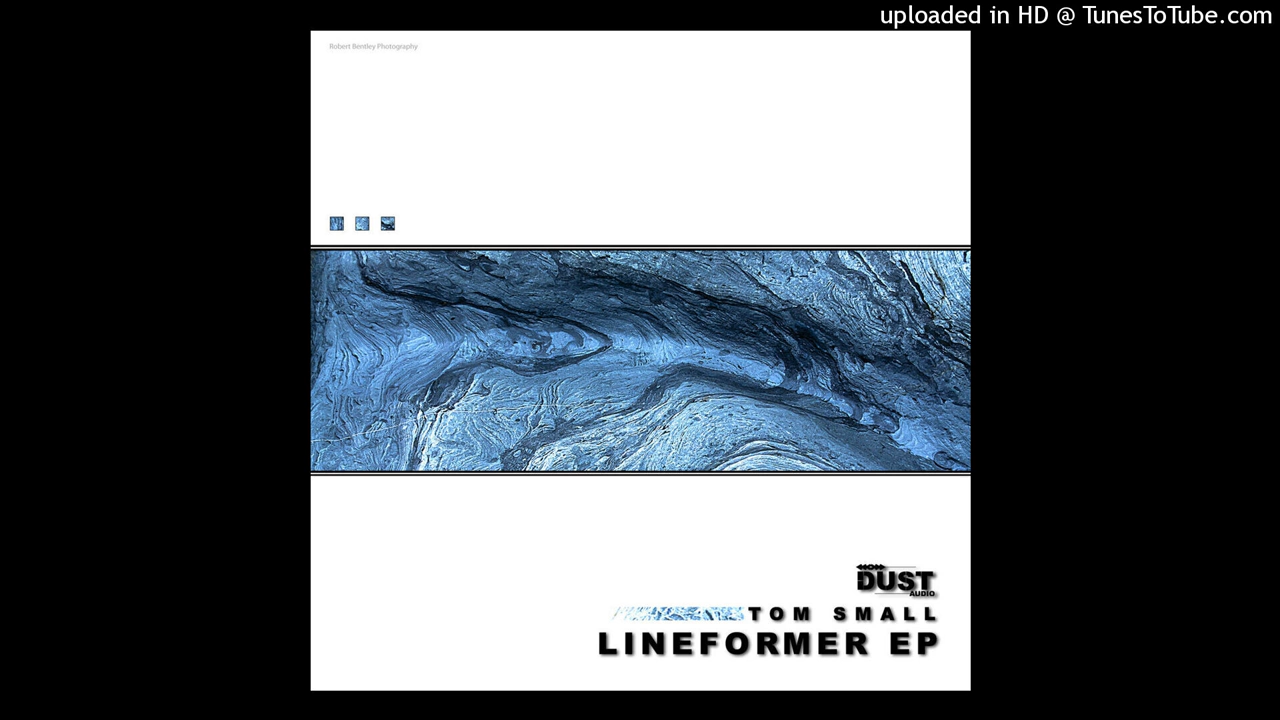 uploaded in HD @ TunesToTube.com
Robert Bentley Photography
DUST
AUDIO
TOM SMALL
LINEFORMER EP